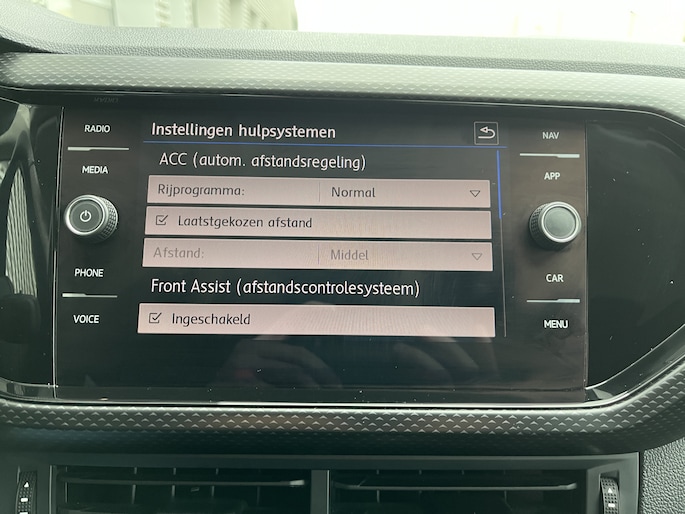 RADIO
MEDIA
PHONE
VOICE
Instellingen hulpsystemen
ACC (autom. afstandsregeling)
Rijprogramma: Normal
Laatstgekozen afstand
Afstand: Middel
Front Assist (afstandscontrolesysteem)
Ingeschakeld
NAV
APP
CAR
MENU